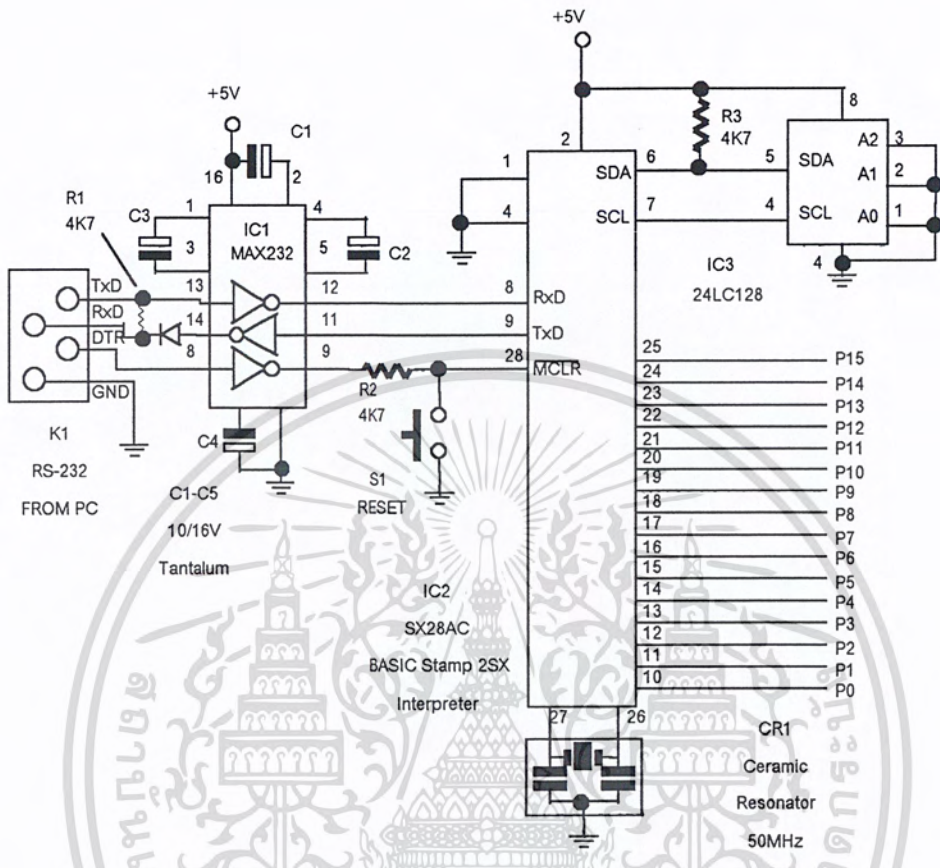 +5V
+5V
C1
16
2
R1
4K7
C3
1
3
IC1
MAX232
4
5
C2
TxD
13
12
RxD
14
11
DTR
8
9
GND
K1
RS-232
FROM PC
C4
C1-C5
10/16V
Tantalum
R2
4K7
S1
RESET
2
1
4
SDA
6
SCL
7
8
RxD
9
TxD
28
MCLR
R3
4K7
8
5
SDA
A2
3
A1
2
4
SCL
A0
1
4
IC3
24LC128
25
P15
24
P14
23
P13
22
P12
21
P11
20
P10
19
P9
18
P8
17
P7
16
P6
15
P5
14
P4
13
P3
12
P2
11
P1
10
P0
IC2
SX28AC
BASIC Stamp 2SX
Interpreter
27
26
CR1
Ceramic
Resonator
50MHz